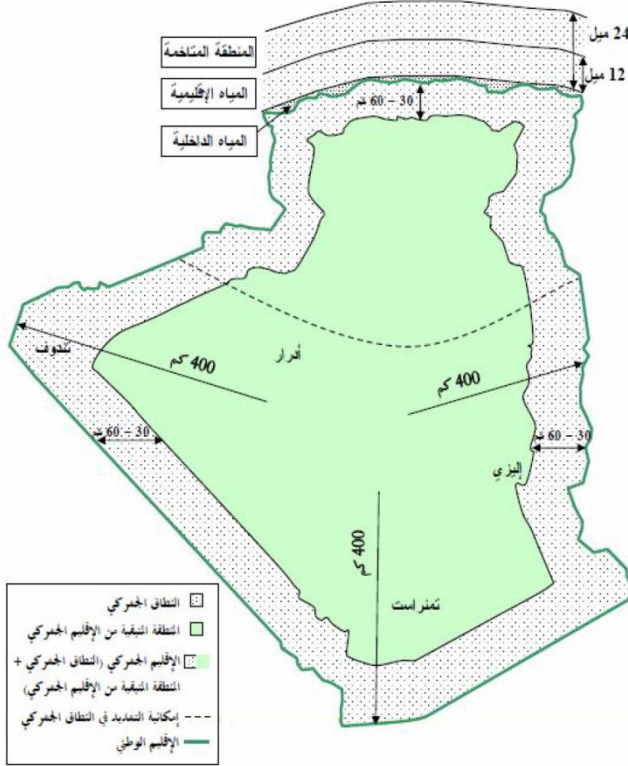 24 ميل
المنطقة المتاخمة
12 ميل
المياه الإقليمية
30 – 60 كم
المياه الداخلية
تندوف
400 كم
أدرار
400 كم
30 – 60 كم
30 – 60 كم
إليزي
400 كم
تمنراست
النطاق الجمركي
المنطقة المتبقية من الإقليم الجمركي
الإقليم الجمركي (النطاق الجمركي +
المنطقة المتبقية من الإقليم الجمركي)
إمكانية التمديد في النطاق الجمركي
الإقليم الوطني